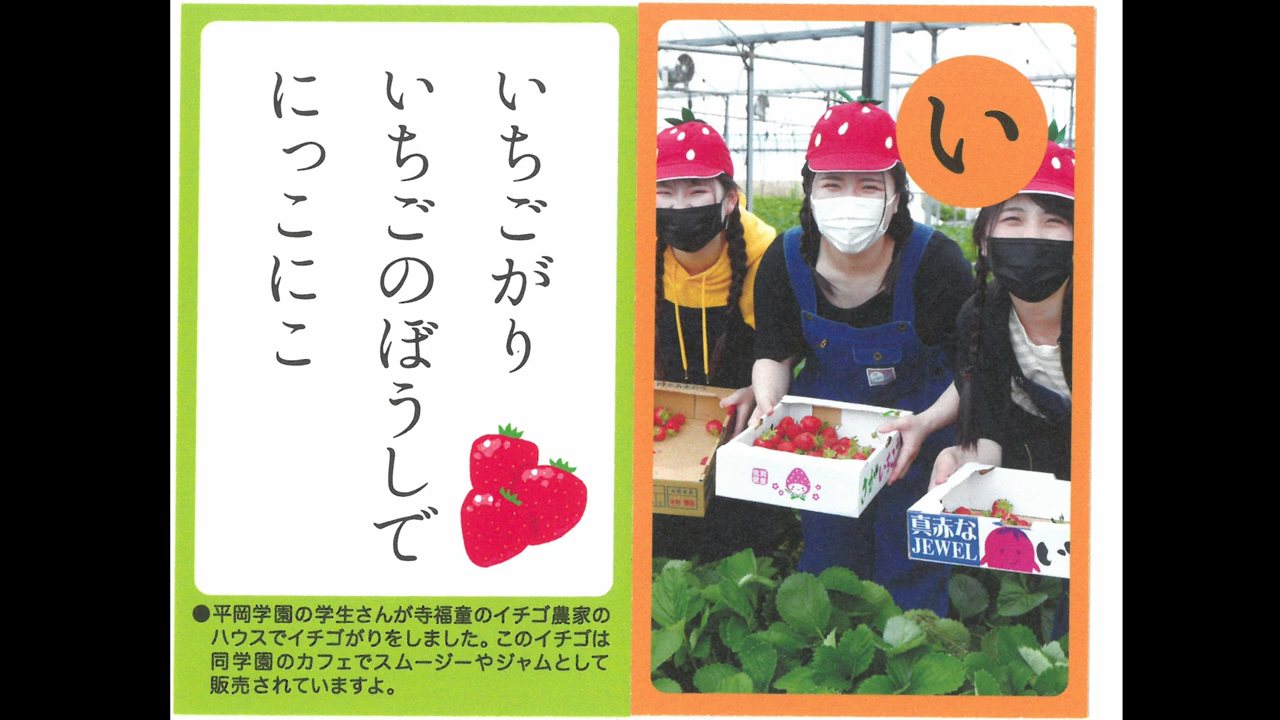 いちごがり
いちごのぼうしで
にっこにこ
●平岡学園の学生さんが寺福童のイチゴ農家の
ハウスでイチゴがりをしました。このイチゴは
同学園のカフェでスムージーやジャムとして
販売されていますよ。
い
真赤な
JEWEL